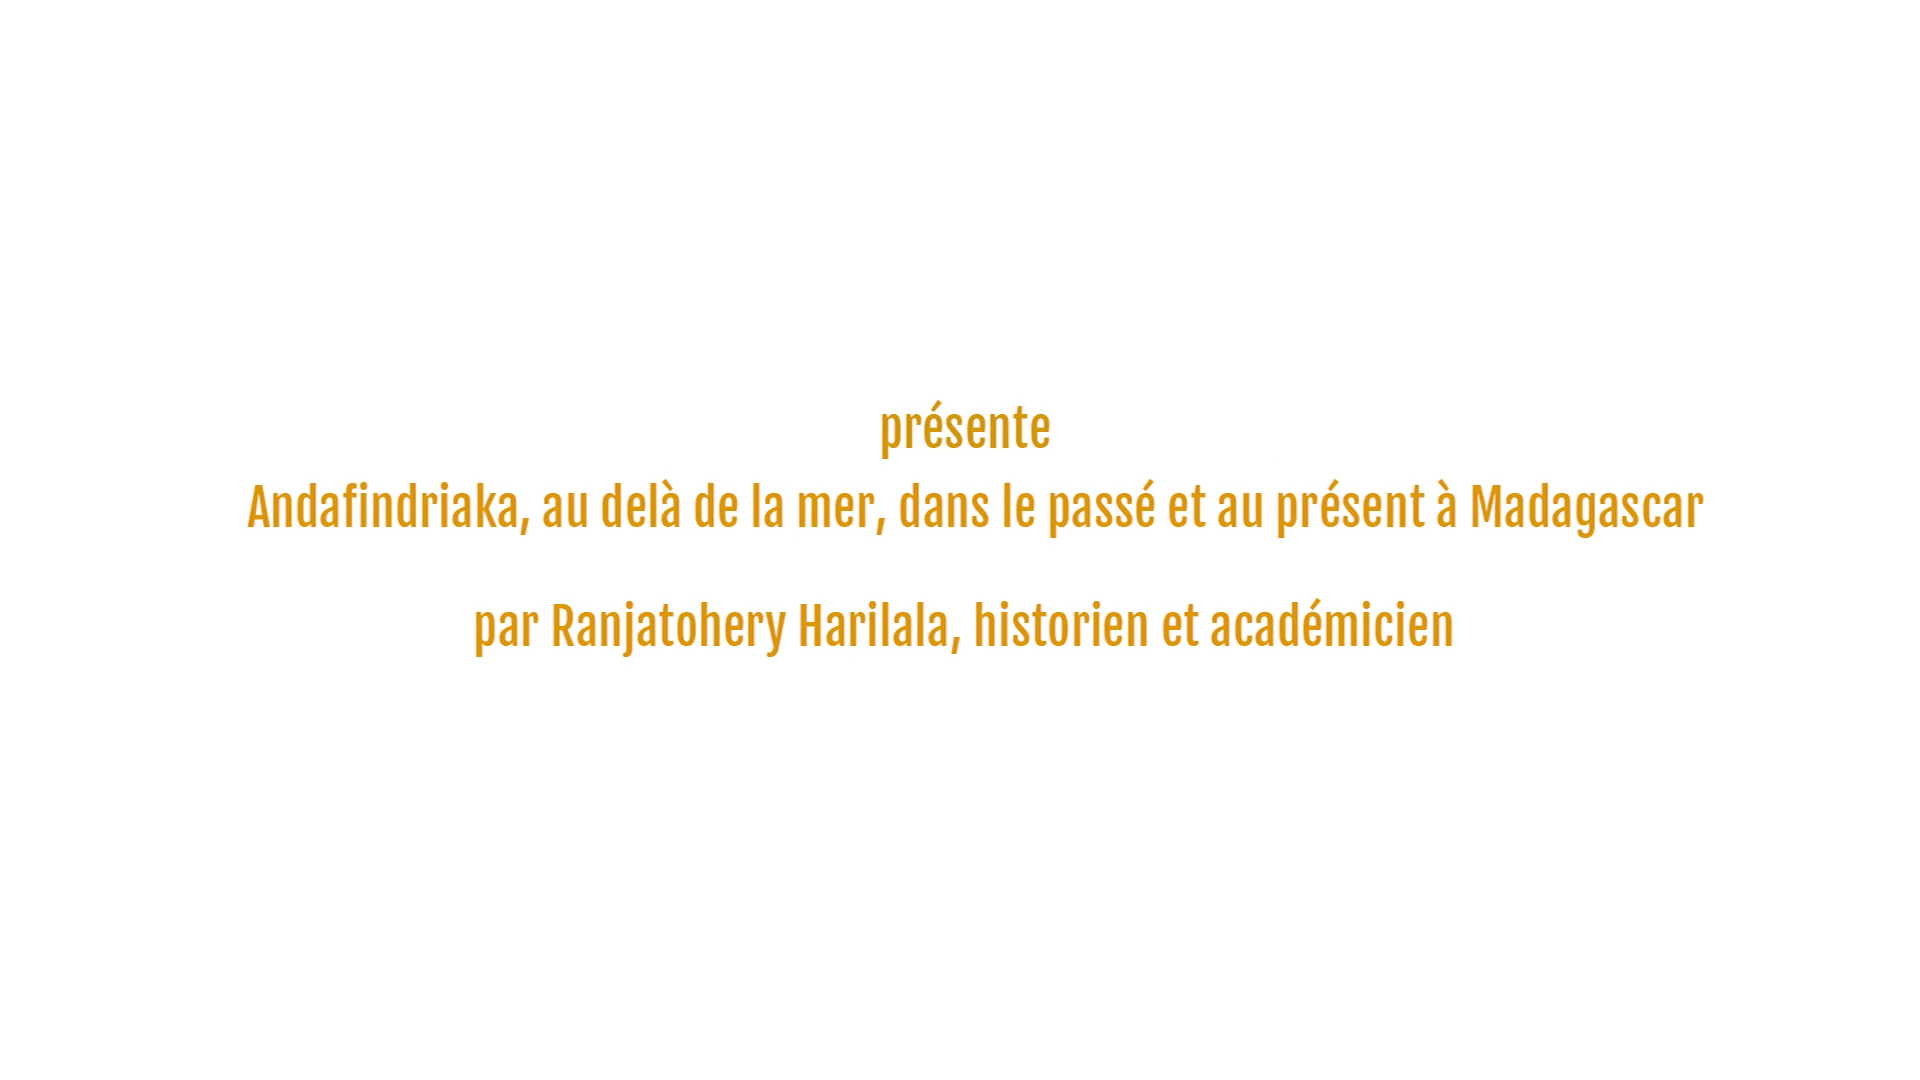 présente
Andafindriaka, au delà de la mer, dans le passé et au présent à Madagascar
par Ranjatohery Harilala, historien et académicien